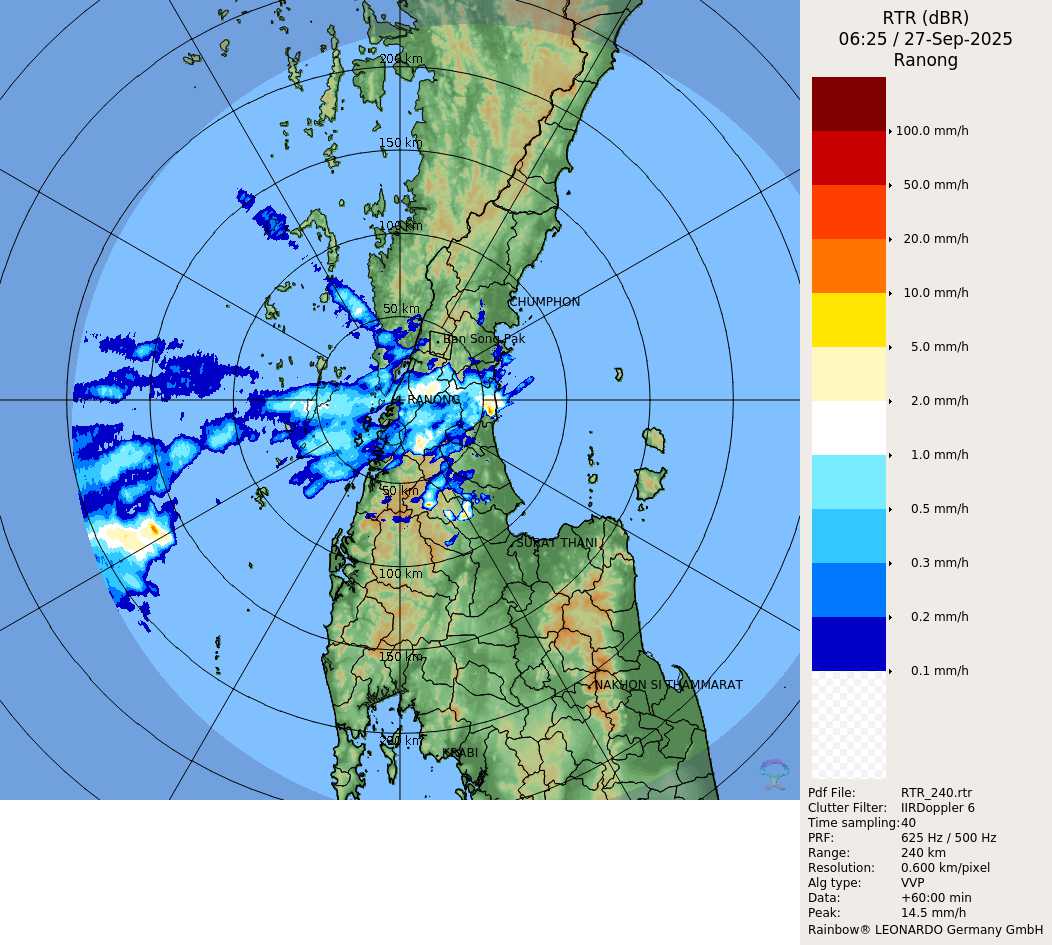 RTR (dBR)
06:25 / 27-Sep-2025
Ranong
100.0 mm/h
50.0 mm/h
20.0 mm/h
10.0 mm/h
5.0 mm/h
2.0 mm/h
1.0 mm/h
0.5 mm/h
0.3 mm/h
0.2 mm/h
0.1 mm/h
200 km
150 km
100 km
CHUMPHON
50 km
Ban Song Pak
RANONG
50 km
SURAT THANI
100 km
150 km
NAKHON SI THAMMARAT
200 km
KRABI
Pdf File: RTR_240.rtr
Clutter Filter: IIRDoppler 6
Time sampling: 40
PRF: 625 Hz / 500 Hz
Range: 240 km
Resolution: 0.600 km/pixel
Alg type: VVP
Data: +60:00 min
Peak: 14.5 mm/h
Rainbow® LEONARDO Germany GmbH